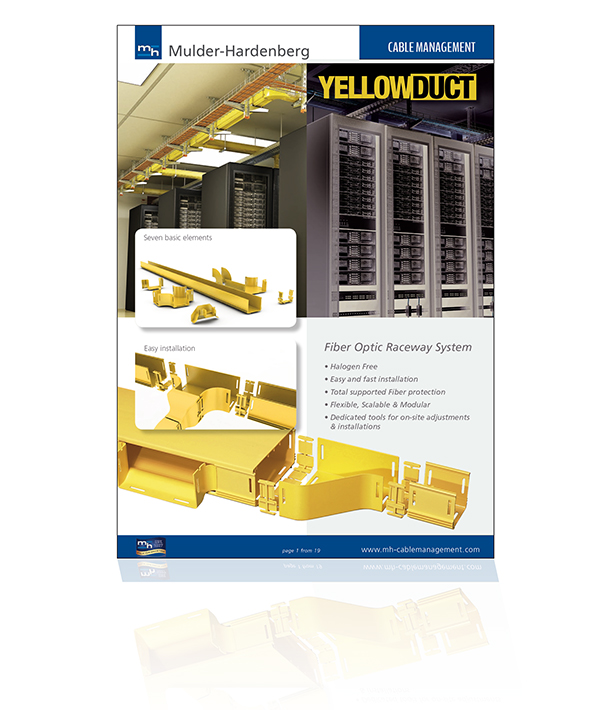 mh
Mulder-Hardenberg
CABLE MANAGEMENT
YELLOWDUCT
Seven basic elements
Easy installation
Fiber Optic Raceway System
• Halogen Free
• Easy and fast installation
• Total supported Fiber protection
• Flexible, Scalable & Modular
• Dedicated tools for on-site adjustments
& installations
mh
page 1 from 19
www.mh-cablemanagement.com